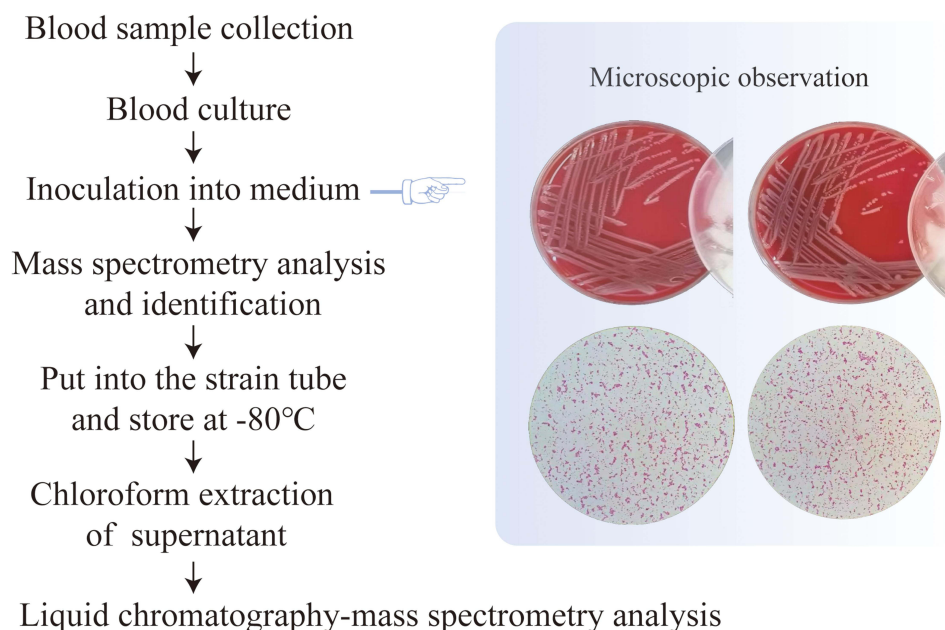 Blood sample collection
Blood culture
Inoculation into medium
Mass spectrometry analysis
and identification
Put into the strain tube
and store at -80℃
Chloroform extraction
of supernatant
Liquid chromatography-mass spectrometry analysis
Microscopic observation